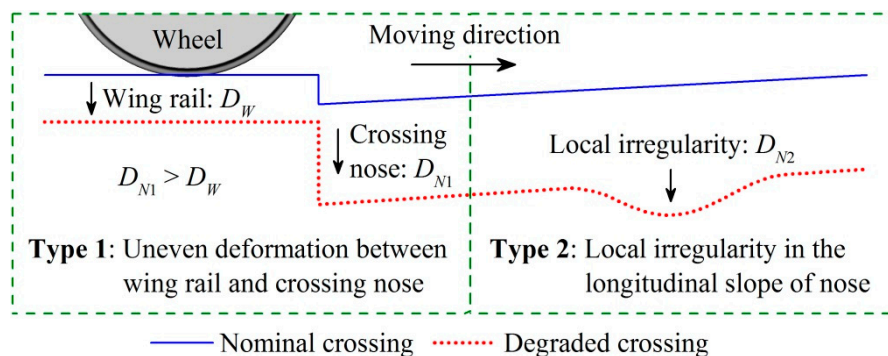 Wheel
Moving direction
Wing rail: D_W
Crossing
nose: D_N1
Local irregularity: D_N2
D_N1 > D_W
Type 1: Uneven deformation between
wing rail and crossing nose
Type 2: Local irregularity in the
longitudinal slope of nose
Nominal crossing
Degraded crossing